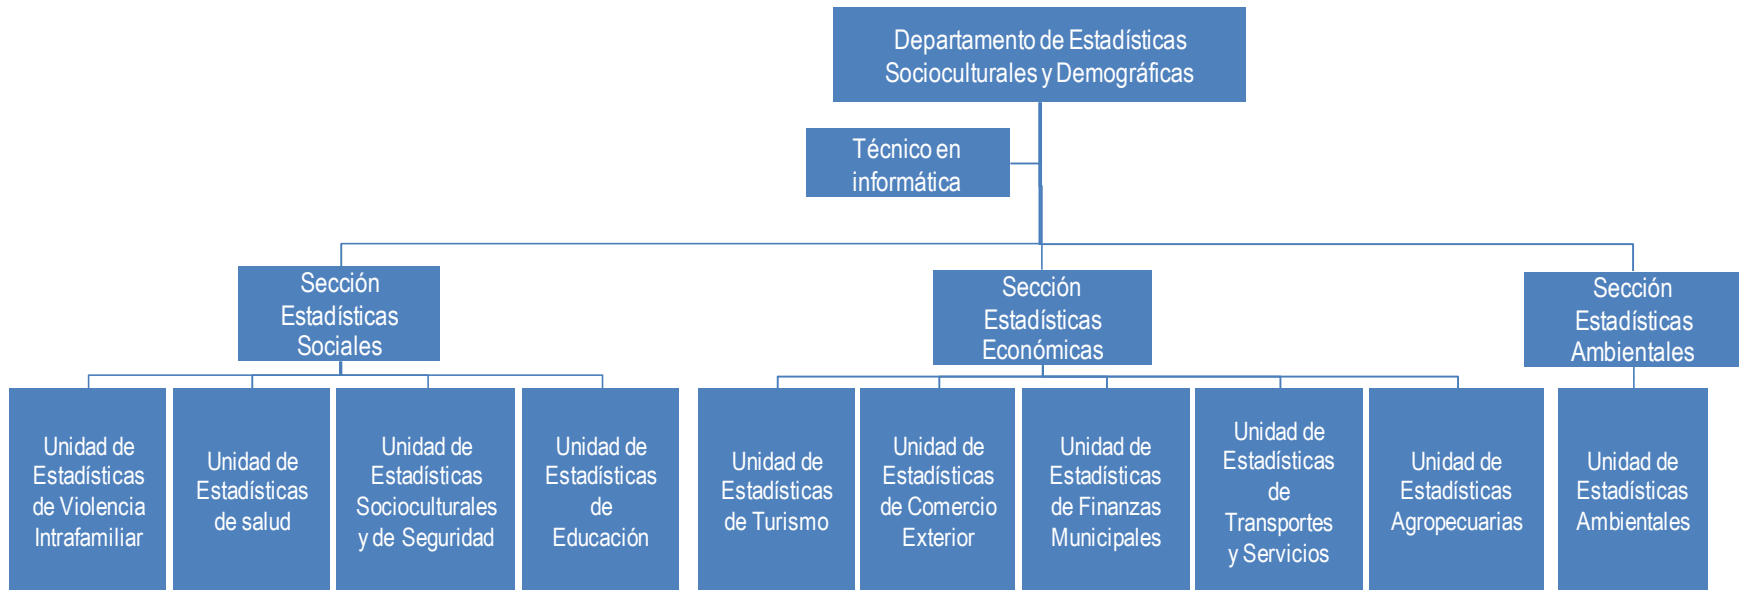 Departamento de Estadísticas
Socioculturales y Demográficas
Técnico en
informática
Sección
Estadísticas
Sociales
Sección
Estadísticas
Económicas
Sección
Estadísticas
Ambientales
Unidad de
Estadísticas
de Violencia
Intrafamiliar
Unidad de
Estadísticas
de salud
Unidad de
Estadísticas
Socioculturales
y de Seguridad
Unidad de
Estadísticas
de
Educación
Unidad de
Estadísticas
de Turismo
Unidad de
Estadísticas
de Comercio
Exterior
Unidad de
Estadísticas
de Finanzas
Municipales
Unidad de
Estadísticas
de
Transportes
y Servicios
Unidad de
Estadísticas
Agropecuarias
Unidad de
Estadísticas
Ambientales